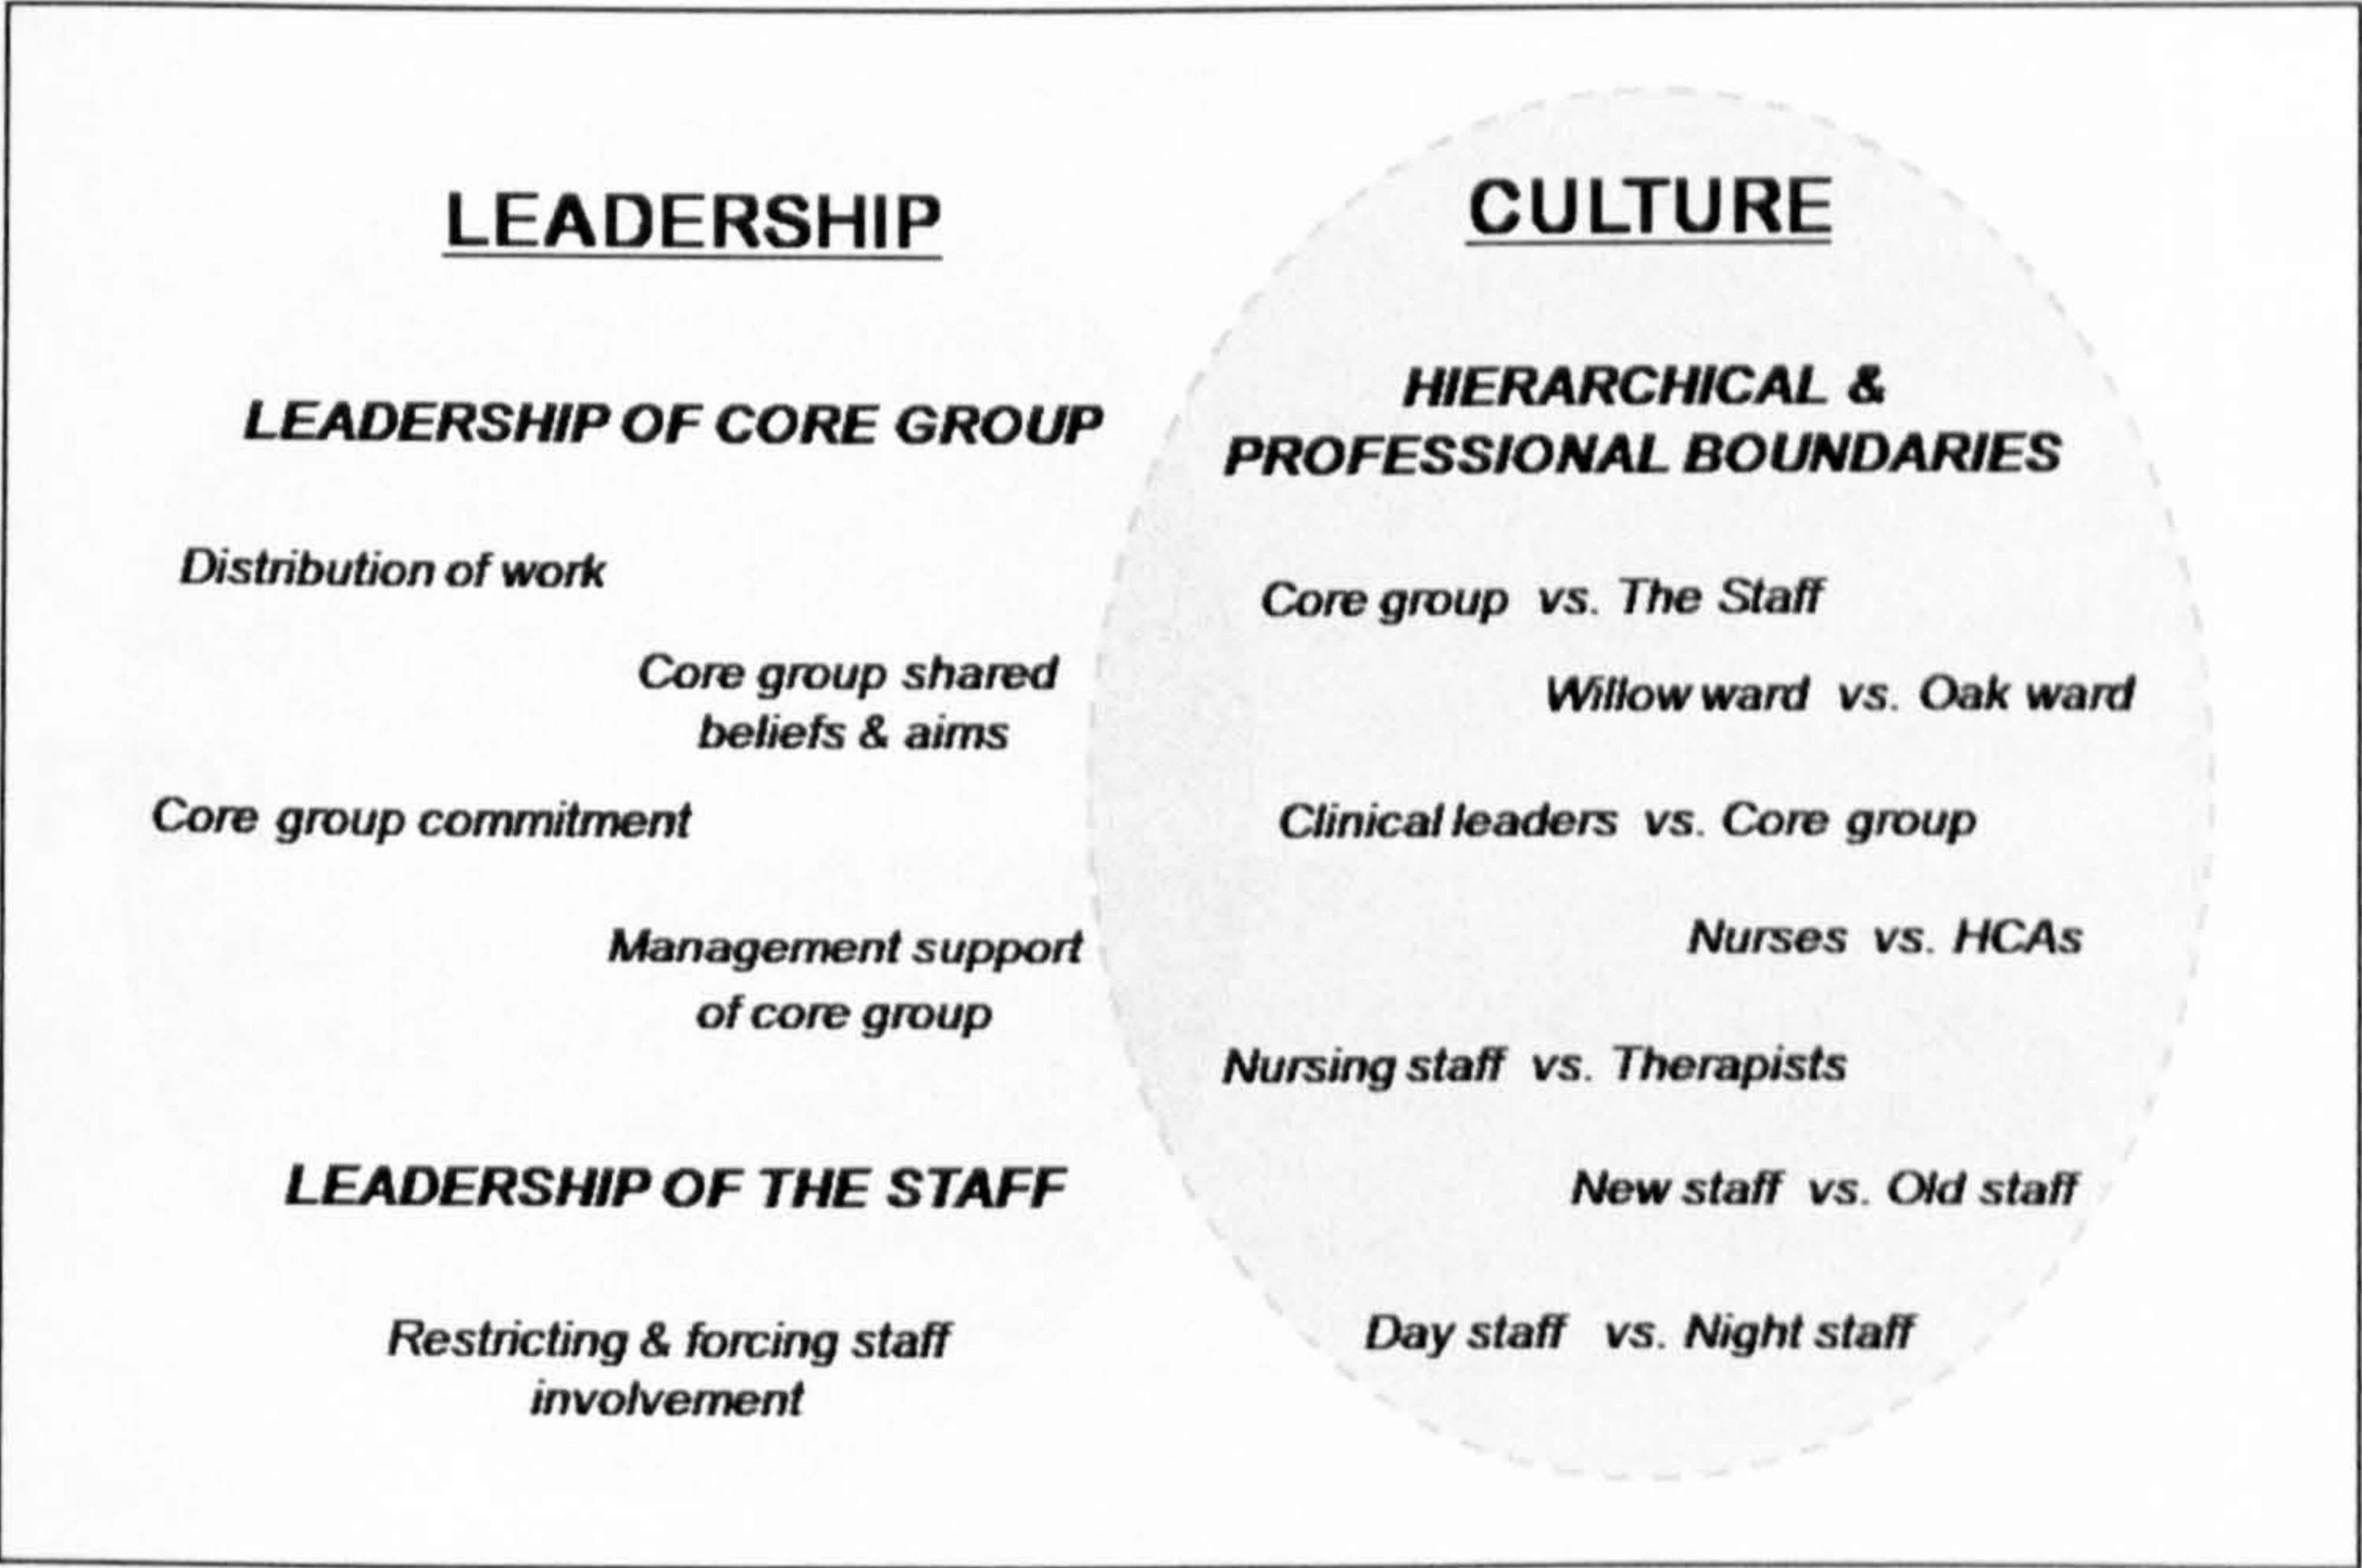 LEADERSHIP
LEADERSHIP OF CORE GROUP
Distribution of work
Core group shared
beliefs & aims
Core group commitment
Management support
of core group
LEADERSHIP OF THE STAFF
Restricting & forcing staff
involvement
CULTURE
HIERARCHICAL &
PROFESSIONAL BOUNDARIES
Core group vs. The Staff
Willow ward vs. Oak ward
Clinical leaders vs. Core group
Nurses vs. HCAs
Nursing staff vs. Therapists
New staff vs. Old staff
Day staff vs. Night staff